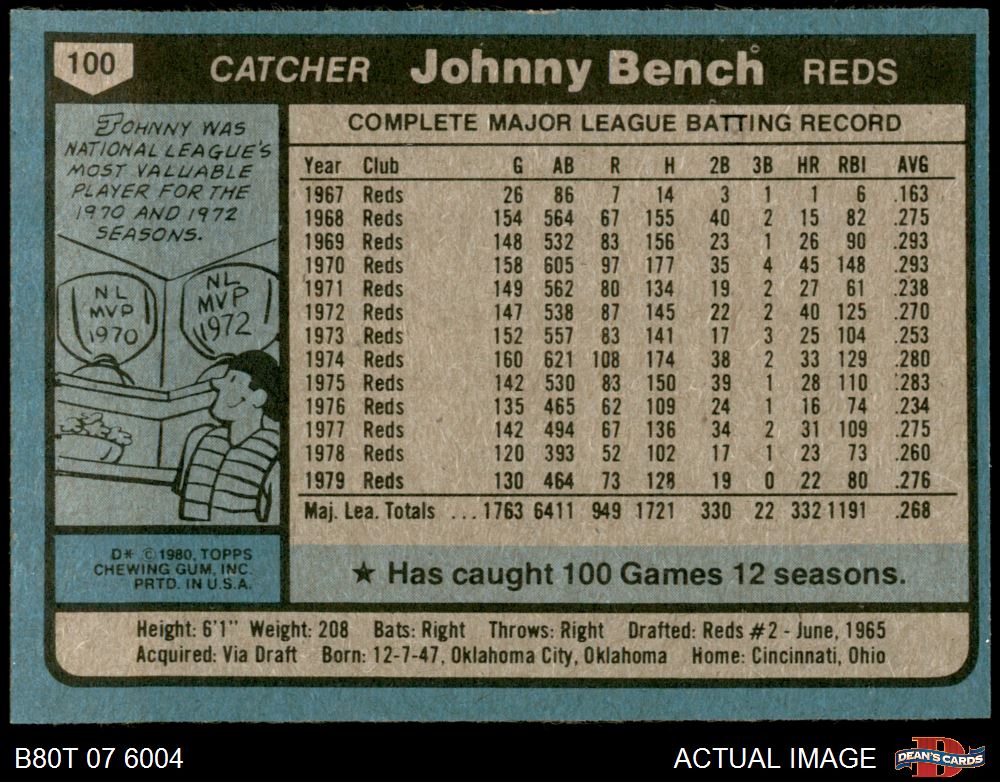 100
CATCHER Johnny Bench REDS
JOHNNY WAS
NATIONAL LEAGUE'S
MOST VALUABLE
PLAYER FOR THE
1970 AND 1972
SEASONS.
NL
MVP
1970
NL
MVP
1972
D* © 1980, TOPPS
CHEWING GUM, INC.
PRTD. IN U.S.A.
COMPLETE MAJOR LEAGUE BATTING RECORD
Year Club G AB R H 2B 3B HR RBI AVG
1967 Reds 26 86 7 14 3 1 1 6 .163
1968 Reds 154 564 67 155 40 2 15 82 .275
1969 Reds 148 532 83 156 23 1 26 90 .293
1970 Reds 158 605 97 177 35 4 45 148 .293
1971 Reds 149 562 80 134 19 2 27 61 .238
1972 Reds 147 538 87 145 22 2 40 125 .270
1973 Reds 152 557 83 141 17 3 25 104 .253
1974 Reds 160 621 108 174 38 2 33 129 .280
1975 Reds 142 530 83 150 39 1 28 110 .283
1976 Reds 135 465 62 109 24 1 16 74 .234
1977 Reds 142 494 67 136 34 2 31 109 .275
1978 Reds 120 393 52 102 17 1 23 73 .260
1979 Reds 130 464 73 128 19 0 22 80 .276
Maj. Lea. Totals ... 1763 6411 949 1721 330 22 332 1191 .268
★ Has caught 100 Games 12 seasons.
Height: 6'1" Weight: 208 Bats: Right Throws: Right Drafted: Reds #2 - June, 1965
Acquired: Via Draft Born: 12-7-47, Oklahoma City, Oklahoma Home: Cincinnati, Ohio
B80T 07 6004 ACTUAL IMAGE
D
DEAN'S CARDS